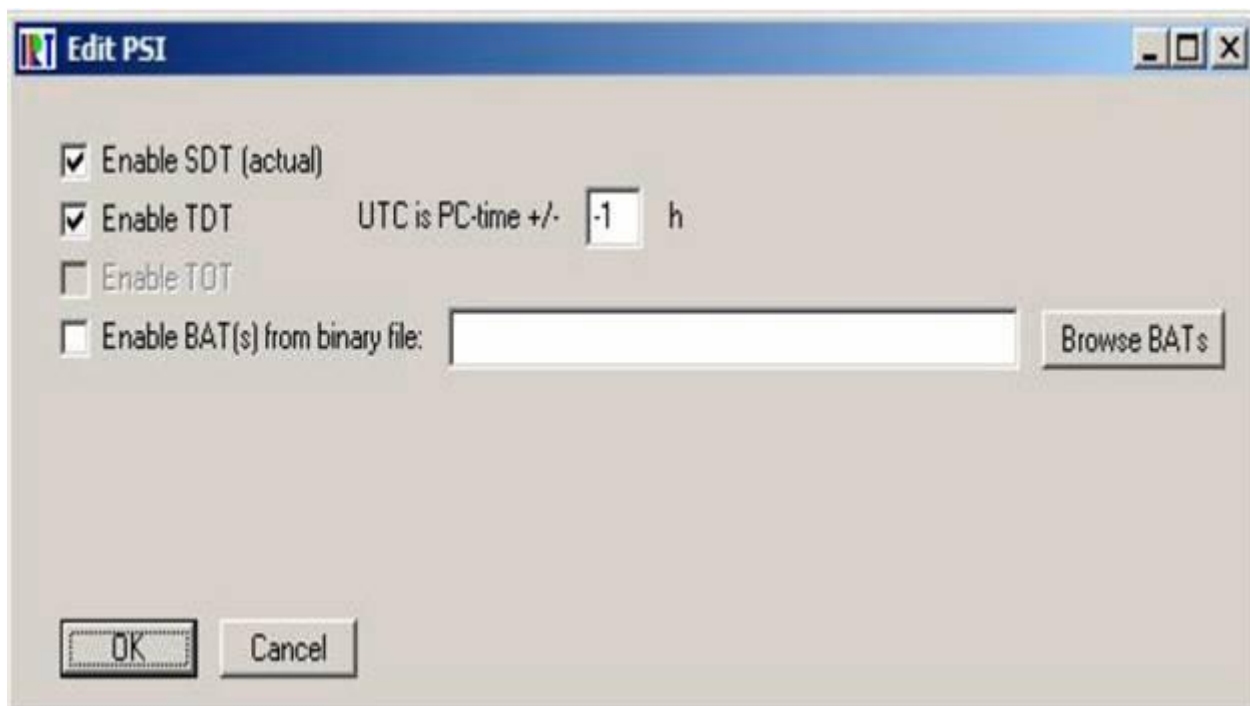 IRT Edit PSI
Enable SDT (actual)
Enable TDT UTC is PC-time +/- -1 h
Enable TOT
Enable BAT(s) from binary file: Browse BATs
OK Cancel